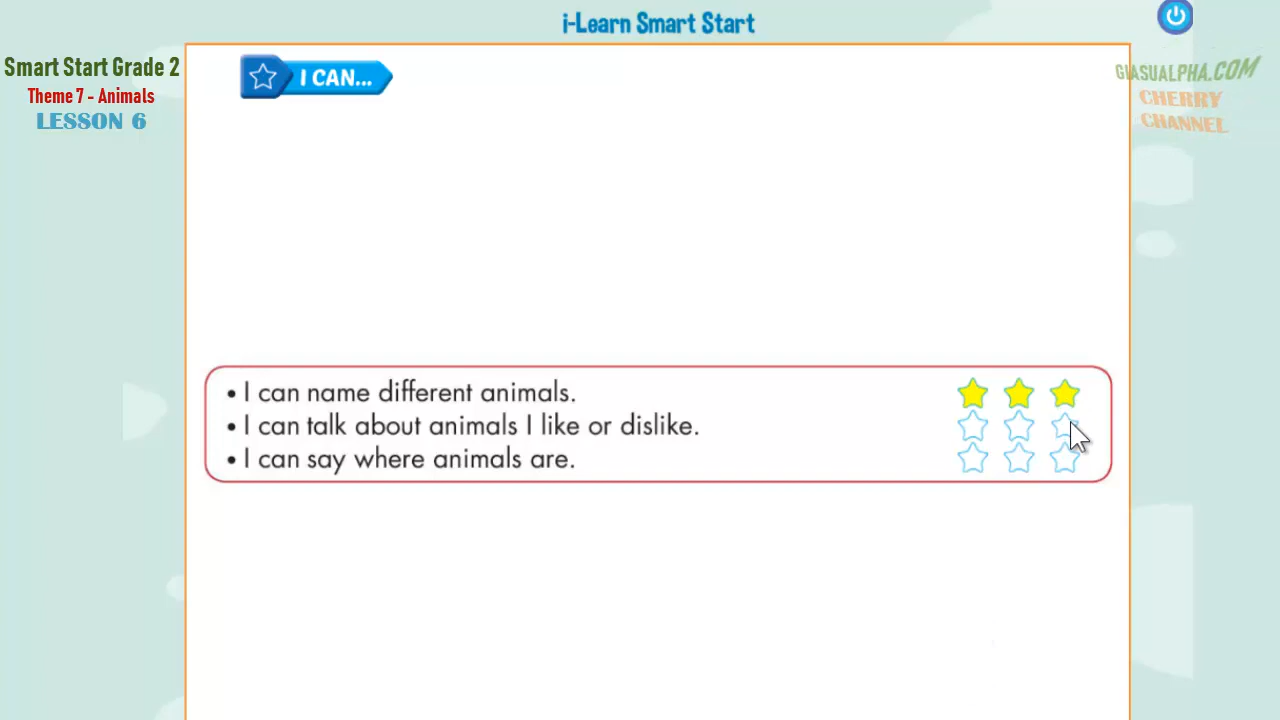 i-Learn Smart Start
Smart Start Grade 2
Theme 7 - Animals
LESSON 6
I CAN...
GIASUALPHA.COM
CHERRY
CHANNEL
• I can name different animals.
• I can talk about animals I like or dislike.
• I can say where animals are.